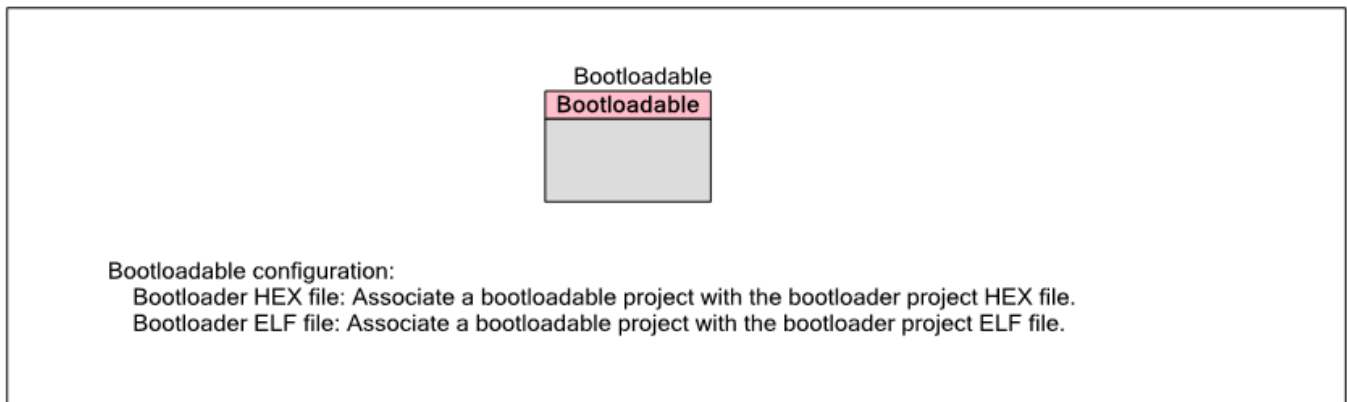 Bootloadable
Bootloadable
Bootloadable configuration:
Bootloader HEX file: Associate a bootloadable project with the bootloader project HEX file.
Bootloader ELF file: Associate a bootloadable project with the bootloader project ELF file.